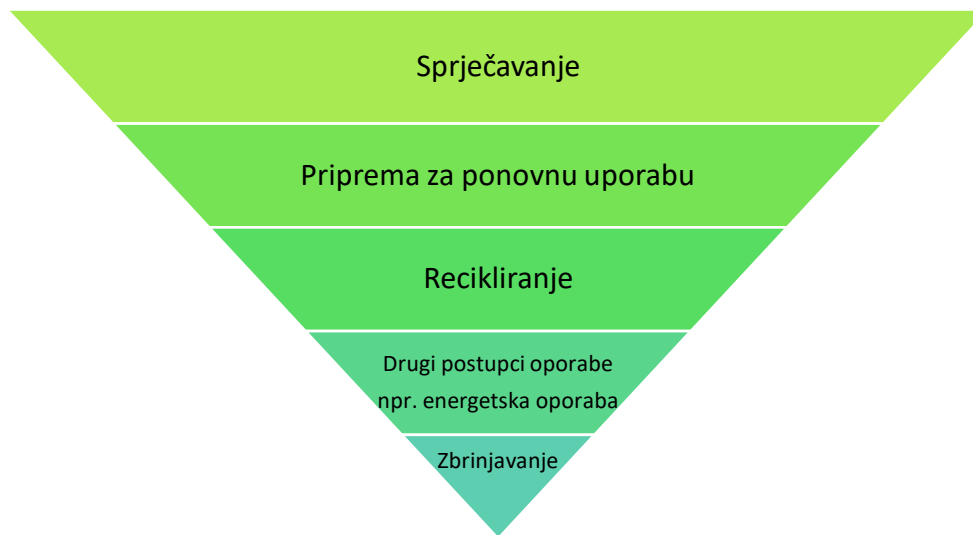 Sprječavanje
Priprema za ponovnu uporabu
Recikliranje
Drugi postupci oporabe
npr. energetska oporaba
Zbrinjavanje